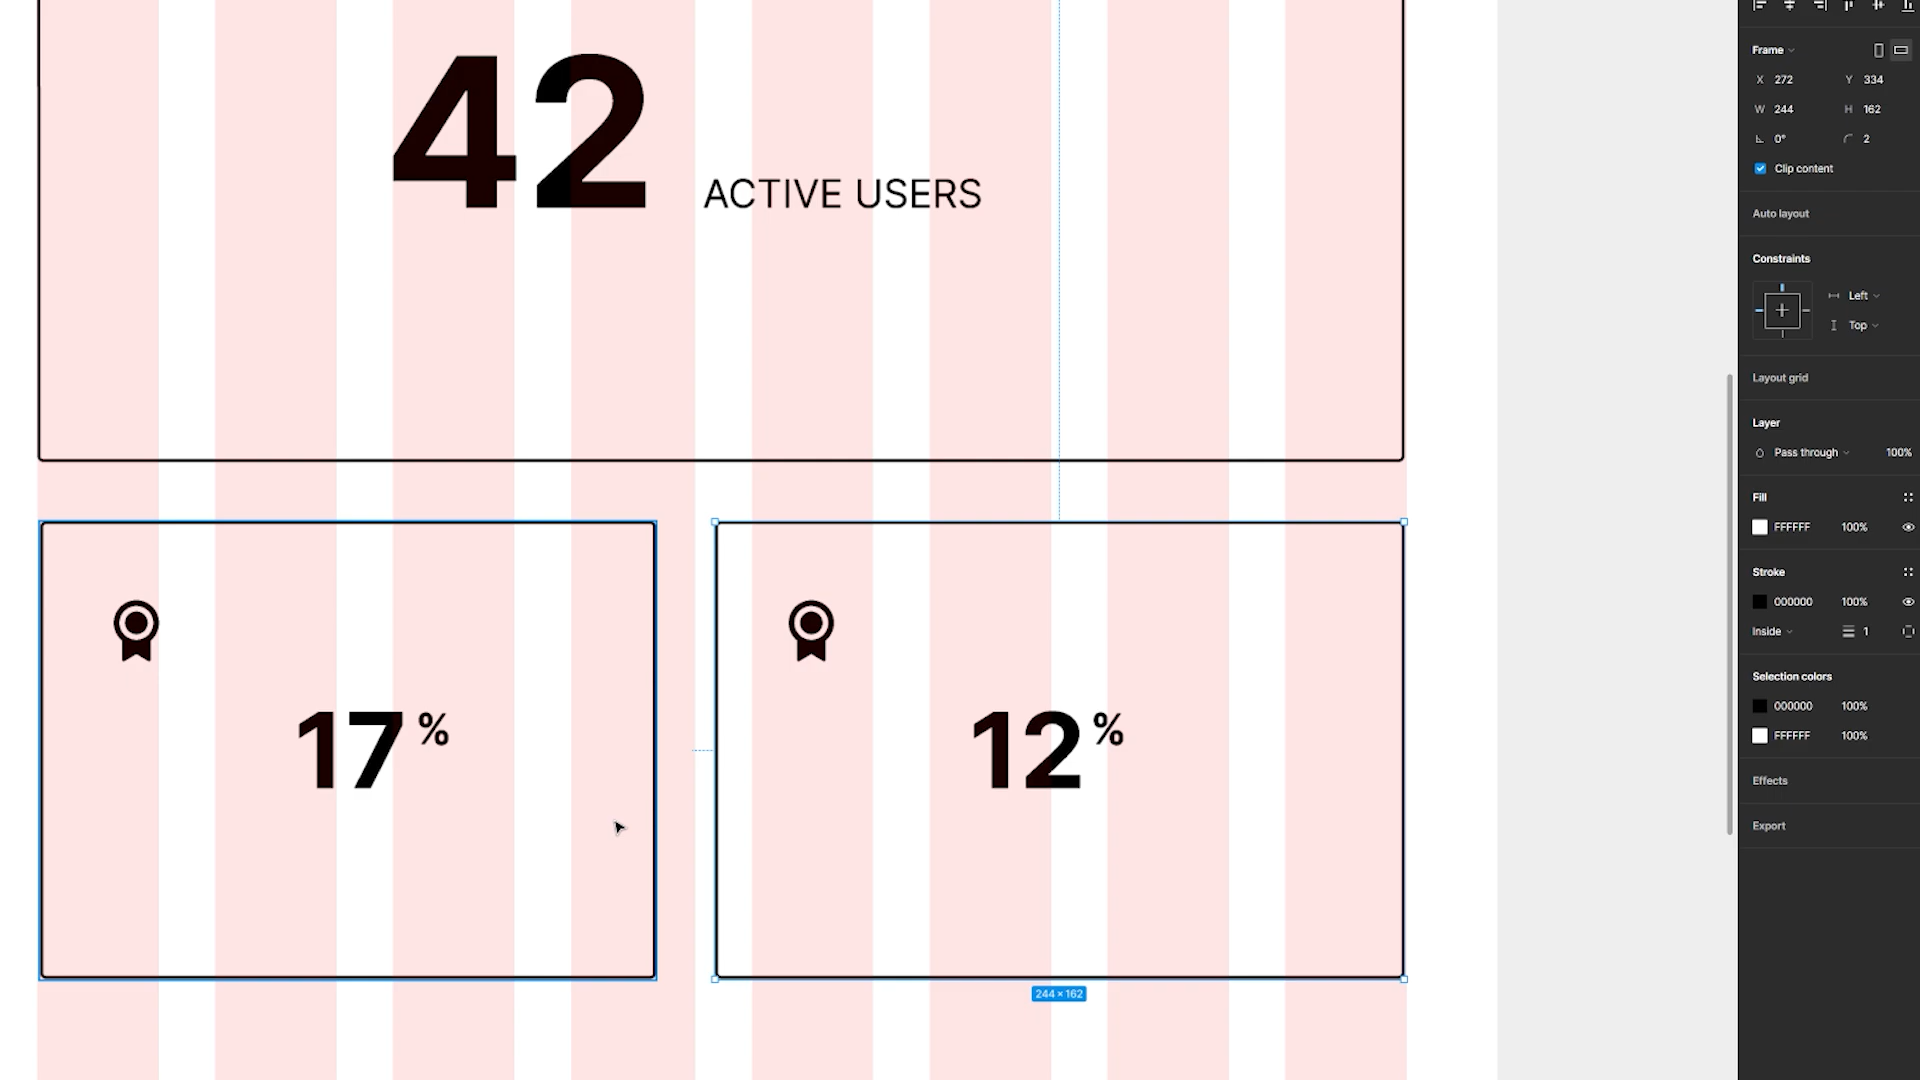 42
ACTIVE USERS
17%
12%
244 × 162
Frame
X 272 Y 334
W 244 H 162
0° 2
Clip content
Auto layout
Constraints
Left
Top
Layout grid
Layer
Pass through 100%
Fill
FFFFFF 100%
Stroke
000000 100%
Inside 1
Selection colors
000000 100%
FFFFFF 100%
Effects
Export